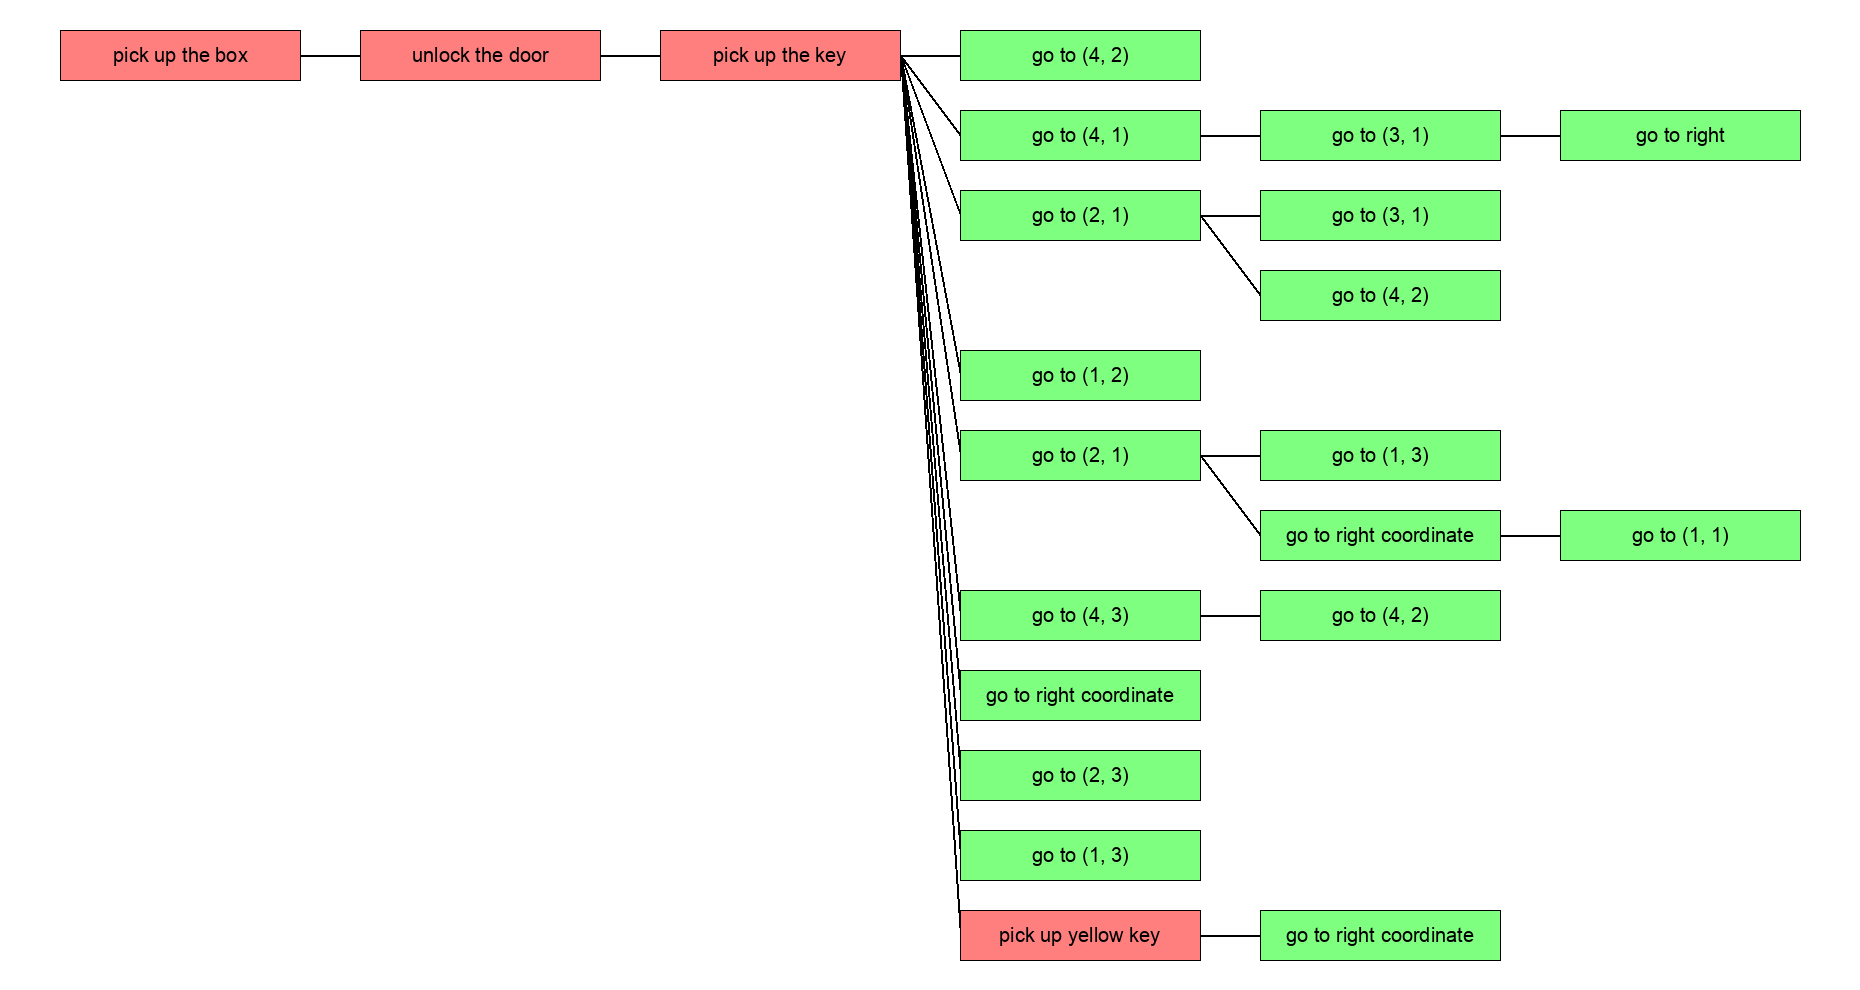 pick up the box
unlock the door
pick up the key
go to (4, 2)
go to (4, 1)
go to (3, 1)
go to right
go to (2, 1)
go to (3, 1)
go to (4, 2)
go to (1, 2)
go to (2, 1)
go to (1, 3)
go to right coordinate
go to (1, 1)
go to (4, 3)
go to (4, 2)
go to right coordinate
go to (2, 3)
go to (1, 3)
pick up yellow key
go to right coordinate